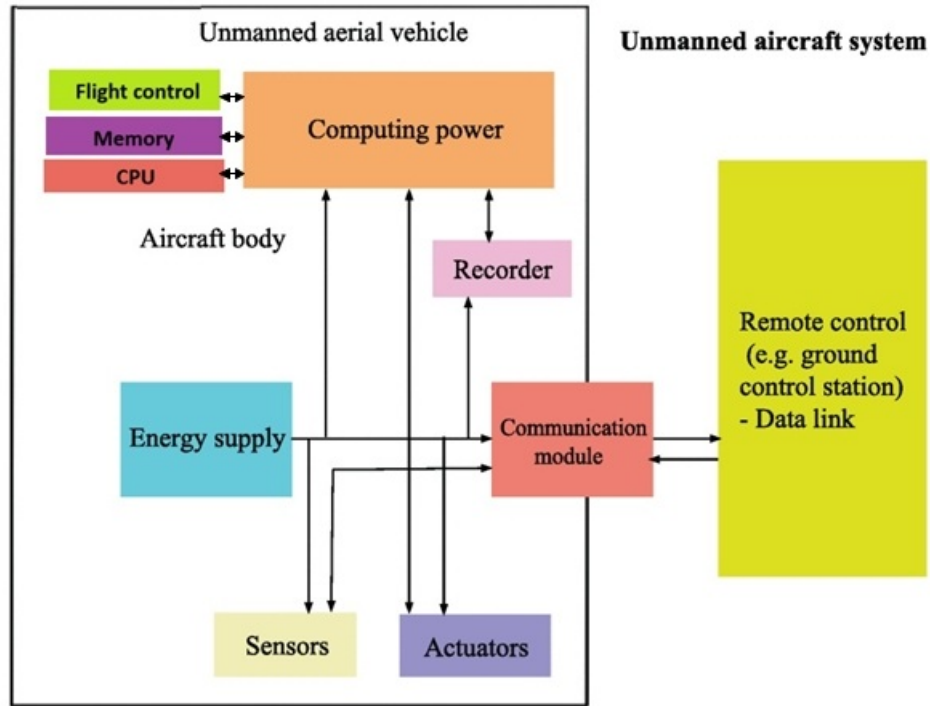 Unmanned aerial vehicle
Unmanned aircraft system
Flight control
Memory
CPU
Computing power
Aircraft body
Recorder
Energy supply
Communication
module
Remote control
(e.g. ground
control station)
- Data link
Sensors
Actuators